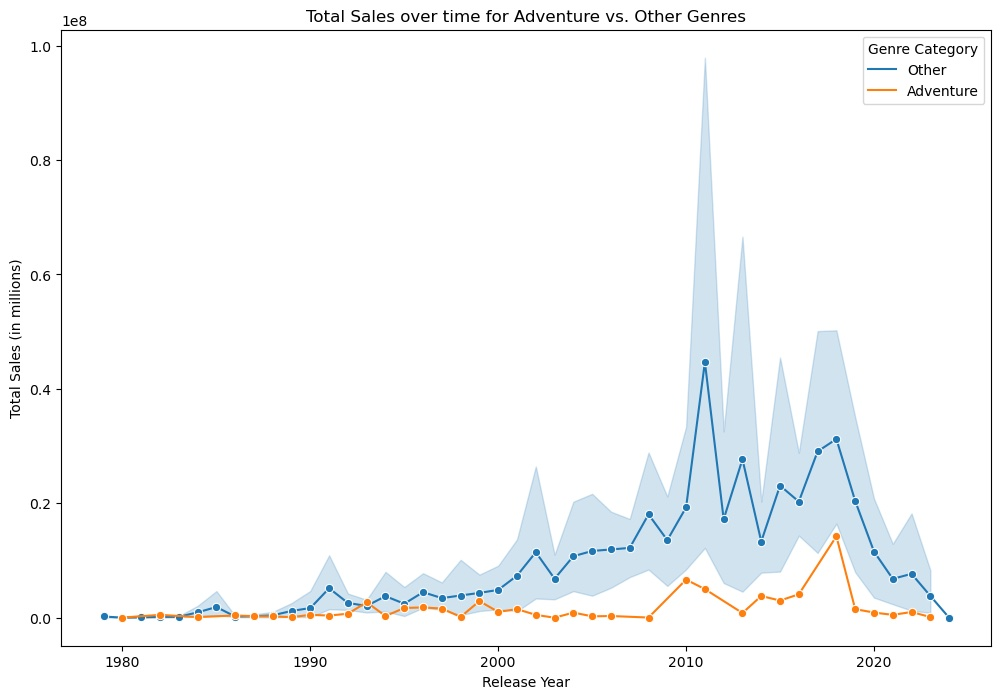 Total Sales over time for Adventure vs. Other Genres
1e8
1.0
0.8
0.6
0.4
0.2
0.0
Total Sales (in millions)
Genre Category
Other
Adventure
1980
1990
2000
2010
2020
Release Year